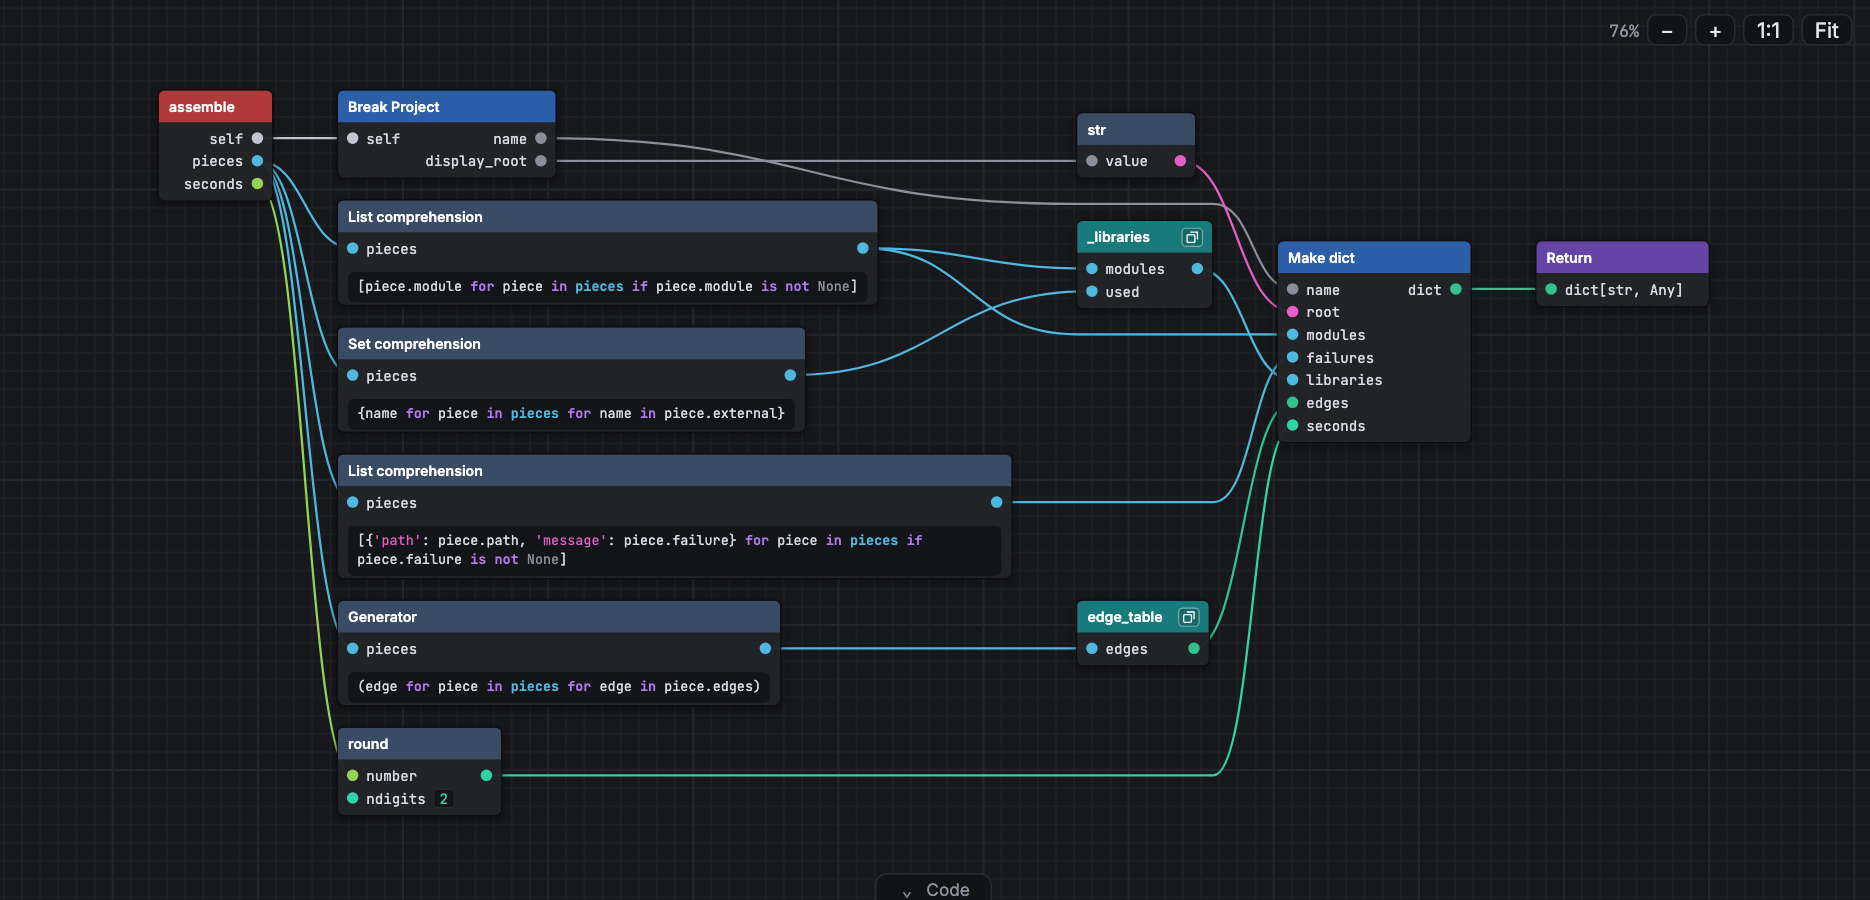 76% − + 1:1 Fit
assemble
self
pieces
seconds
Break Project
self name
display_root
str
value
List comprehension
pieces
[piece.module for piece in pieces if piece.module is not None]
_libraries
modules
used
Make dict
name dict
root
modules
failures
libraries
edges
seconds
Return
dict[str, Any]
Set comprehension
pieces
{name for piece in pieces for name in piece.external}
List comprehension
pieces
[{'path': piece.path, 'message': piece.failure} for piece in pieces if
piece.failure is not None]
Generator
pieces
(edge for piece in pieces for edge in piece.edges)
edge_table
edges
round
number
ndigits 2
Code